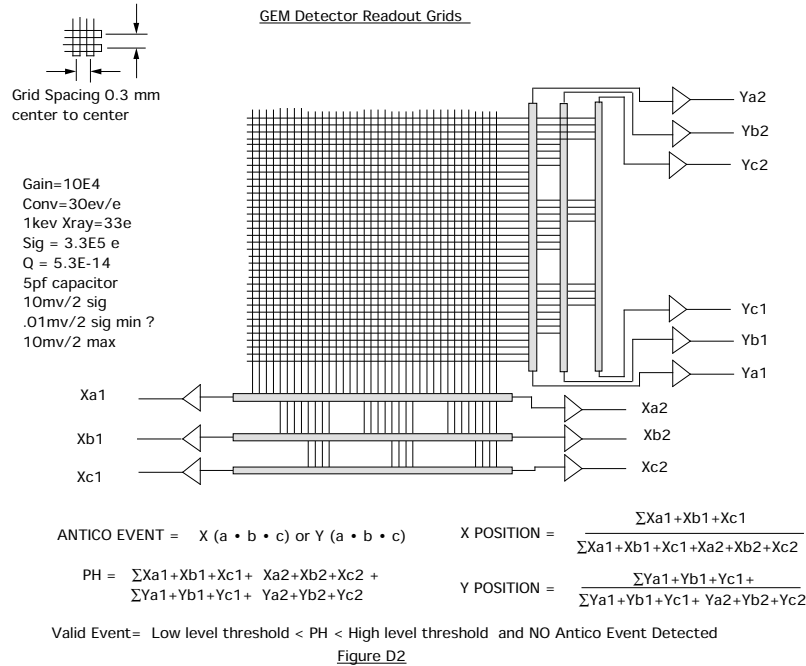 GEM Detector Readout Grids
Grid Spacing 0.3 mm
center to center
Gain=10E4
Conv=30ev/e
1kev Xray=33e
Sig = 3.3E5 e
Q = 5.3E-14
5pf capacitor
10mv/2 sig
.01mv/2 sig min ?
10mv/2 max
Ya2
Yb2
Yc2
Yc1
Yb1
Ya1
Xa1
Xa2
Xb1
Xb2
Xc1
Xc2
ANTICO EVENT = X (a • b • c) or Y (a • b • c)
X POSITION = ∑Xa1+Xb1+Xc1
∑Xa1+Xb1+Xc1+Xa2+Xb2+Xc2
PH = ∑Xa1+Xb1+Xc1+ Xa2+Xb2+Xc2 +
∑Ya1+Yb1+Yc1+ Ya2+Yb2+Yc2
Y POSITION = ∑Ya1+Yb1+Yc1+
∑Ya1+Yb1+Yc1+ Ya2+Yb2+Yc2
Valid Event= Low level threshold < PH < High level threshold and NO Antico Event Detected
Figure D2